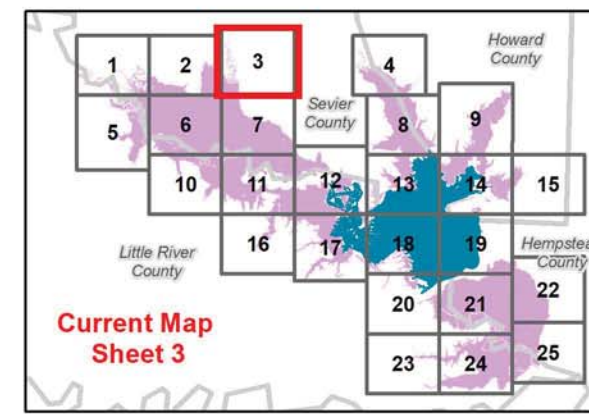 Howard
County
1 2 3 4
Sevier
County
5 6 7 8 9
10 11 12 13 14 15
Little River
County
16 17 18 19
Hempstea
County
20 21 22
Current Map
Sheet 3
23 24 25